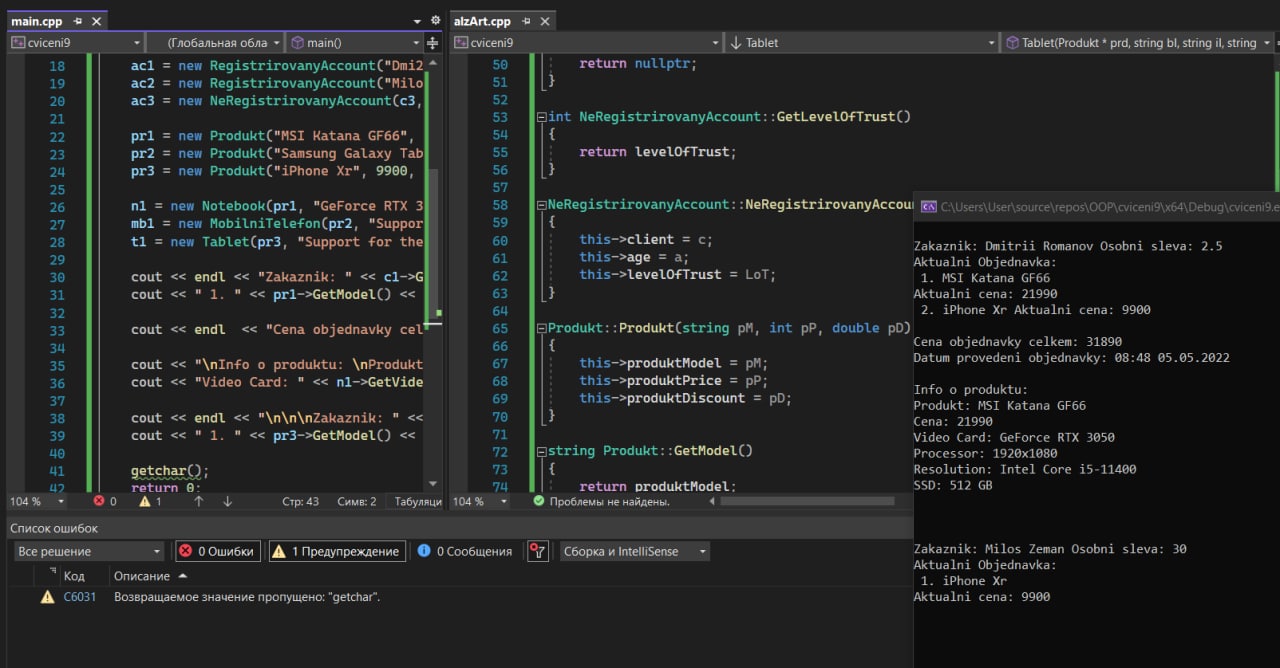 main.cpp
cviceni9
(Глобальная обла
main()
18 ac1 = new RegistrirovanyAccount("Dmi2
19 ac2 = new RegistrirovanyAccount("Milo
20 ac3 = new NeRegistrirovanyAccount(c3,
21
22 pr1 = new Produkt("MSI Katana GF66",
23 pr2 = new Produkt("Samsung Galaxy Tab
24 pr3 = new Produkt("iPhone Xr", 9900,
25
26 n1 = new Notebook(pr1, "GeForce RTX 3
27 mb1 = new MobilniTelefon(pr2, "Suppor
28 t1 = new Tablet(pr3, "Support for the
29
30 cout << endl << "Zakaznik: " << c1->G
31 cout << " 1. " << pr1->GetModel() <<
32
33 cout << endl  << "Cena objednavky cel
34
35 cout << "\nInfo o produktu: \nProdukt
36 cout << "Video Card: " << n1->GetVide
37
38 cout << endl << "\n\n\nZakaznik: " <<
39 cout << " 1. " << pr3->GetModel() <<
40
41 getchar();
42 return 0;
104 %
0
1
Стр: 43
Симв: 2
Табуляци
alzArt.cpp
cviceni9
Tablet
Tablet(Produkt * prd, string bl, string il, string
50 return nullptr;
51 }
52
53 int NeRegistrirovanyAccount::GetLevelOfTrust()
54 {
55 return levelOfTrust;
56 }
57
58 NeRegistrirovanyAccount::NeRegistrirovanyAccou
59 {
60 this->client = c;
61 this->age = a;
62 this->levelOfTrust = LoT;
63 }
64
65 Produkt::Produkt(string pM, int pP, double pD)
66 {
67 this->produktModel = pM;
68 this->produktPrice = pP;
69 this->produktDiscount = pD;
70 }
71
72 string Produkt::GetModel()
73 {
74 return produktModel;
104 %
Проблемы не найдены.
C:\Users\User\source\repos\OOP\cviceni9\x64\Debug\cviceni9.e
Zakaznik: Dmitrii Romanov Osobni sleva: 2.5
Aktualni Objednavka:
1. MSI Katana GF66
Aktualni cena: 21990
2. iPhone Xr Aktualni cena: 9900
Cena objednavky celkem: 31890
Datum provedeni objednavky: 08:48 05.05.2022
Info o produktu:
Produkt: MSI Katana GF66
Cena: 21990
Video Card: GeForce RTX 3050
Processor: 1920x1080
Resolution: Intel Core i5-11400
SSD: 512 GB
Zakaznik: Milos Zeman Osobni sleva: 30
Aktualni Objednavka:
1. iPhone Xr
Aktualni cena: 9900
Список ошибок
Все решение
0 Ошибки
1 Предупреждение
0 Сообщения
Сборка и IntelliSense
Код
Описание
C6031
Возвращаемое значение пропущено: "getchar".